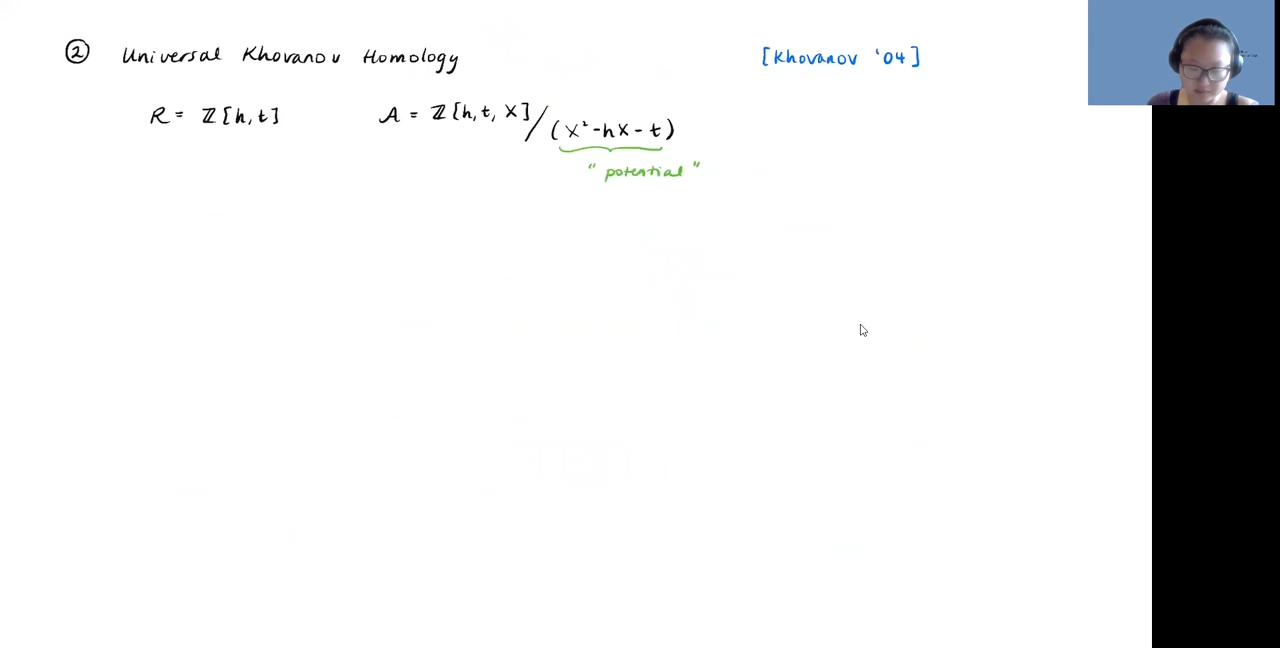 ② Universal Khovanov Homology [Khovanov '04]
R = ℤ[h,t] A = ℤ[h,t,X]/(X²-hX-t)
"potential"